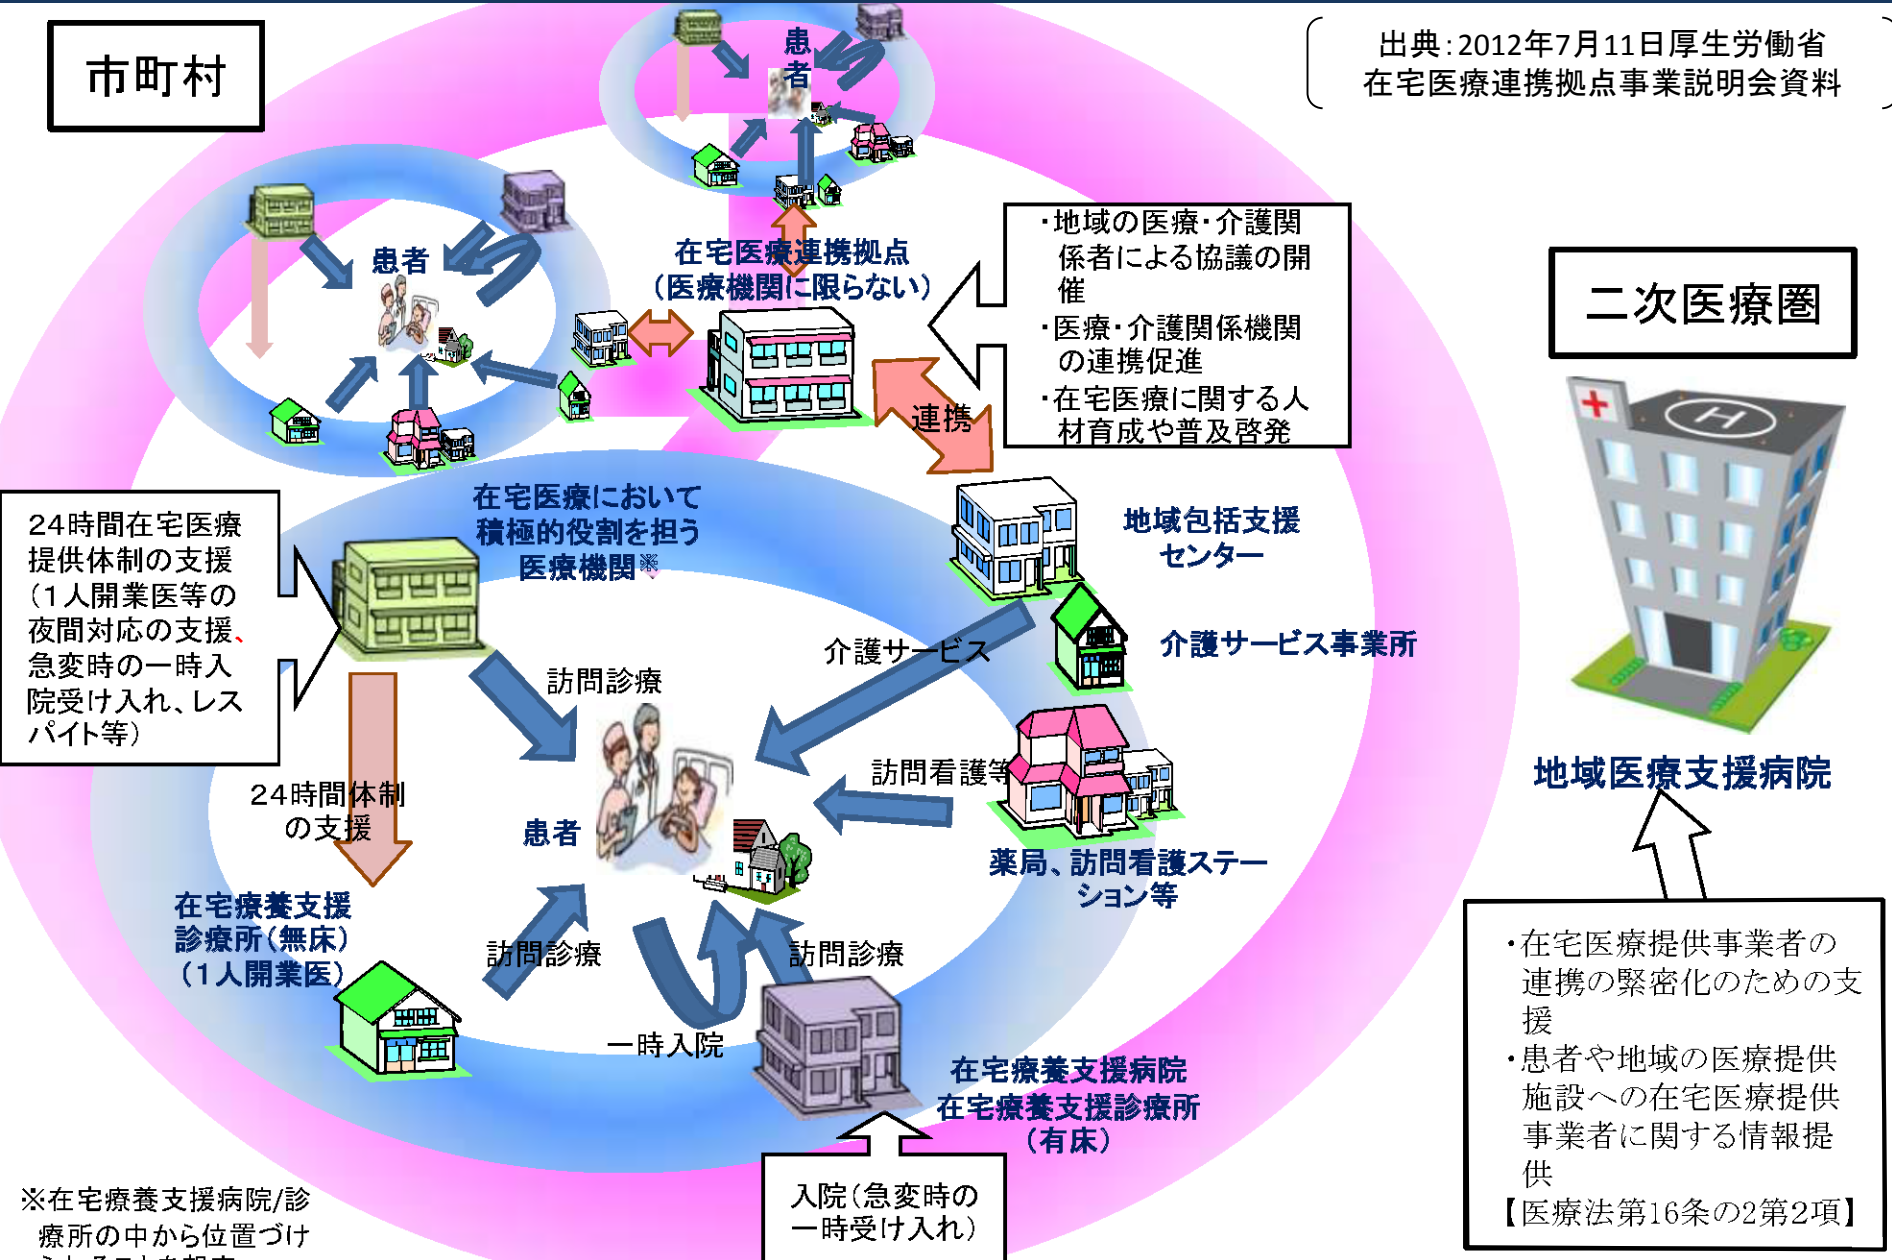 市町村
出典：2012年7月11日厚生労働省
在宅医療連携拠点事業説明会資料
患
者
患者
在宅医療連携拠点
（医療機関に限らない）
・地域の医療・介護関
係者による協議の開
催
・医療・介護関係機関
の連携促進
・在宅医療に関する人
材育成や普及啓発
連携
二次医療圏
H
24時間在宅医療
提供体制の支援
（1人開業医等の
夜間対応の支援、
急変時の一時入
院受け入れ、レス
パイト等）
在宅医療において
積極的役割を担う
医療機関※
地域包括支援
センター
介護サービス
介護サービス事業所
訪問診療
訪問看護等
患者
24時間体制
の支援
薬局、訪問看護ステー
ション等
地域医療支援病院
在宅療養支援
診療所（無床）
（1人開業医）
訪問診療
訪問診療
一時入院
在宅療養支援病院
在宅療養支援診療所
（有床）
入院（急変時の
一時受け入れ）
・在宅医療提供事業者の
連携の緊密化のための支
援
・患者や地域の医療提供
施設への在宅医療提供
事業者に関する情報提
供
【医療法第16条の2第2項】
※在宅療養支援病院/診
療所の中から位置づけ